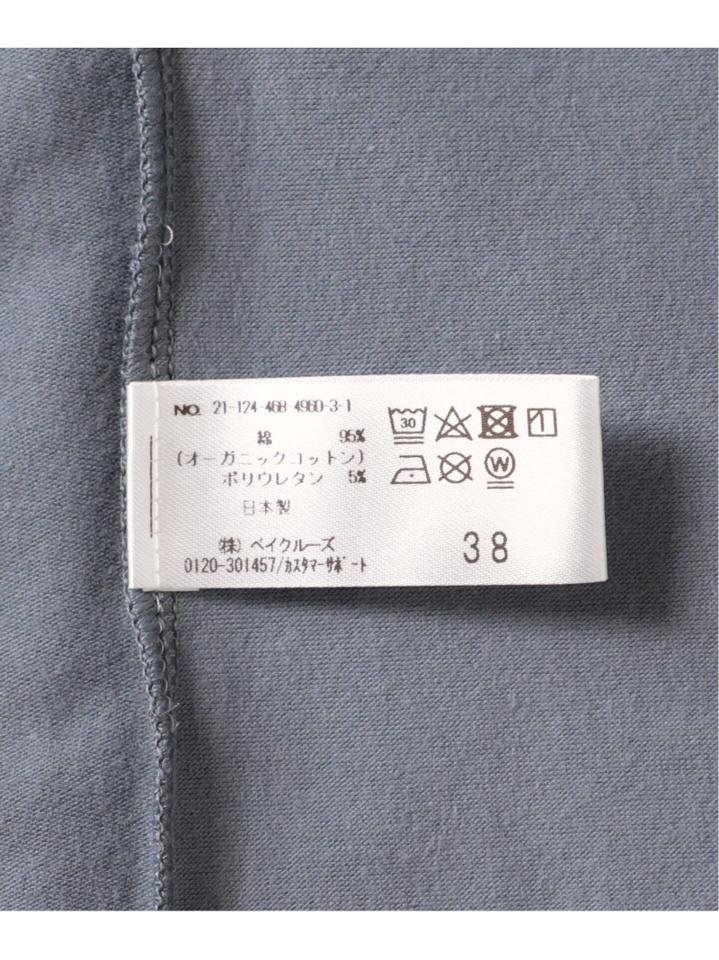 NO. 21-124-468-4960-3-1
綿 95%
(オーガニックコットン)
ポリウレタン 5%
日本製
㈱ ベイクルーズ
0120-301457/ｶｽﾀﾏｰｻﾎﾟｰﾄ
30
W
38